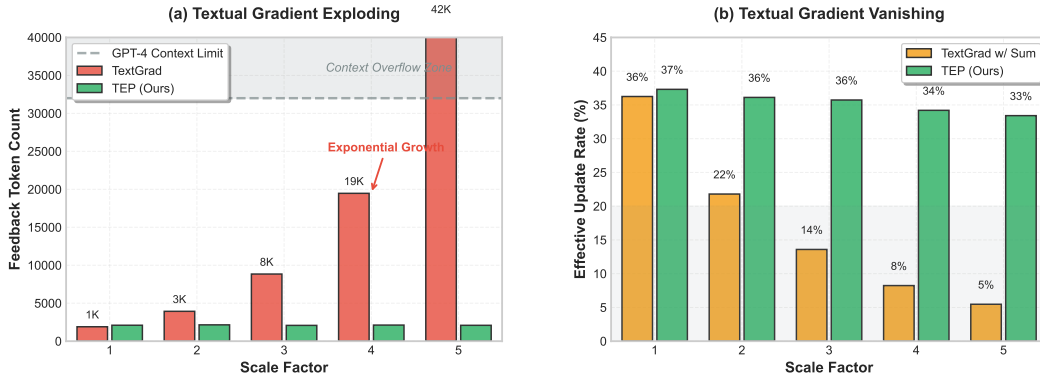 (a) Textual Gradient Exploding
42K
40000
35000
30000
25000
20000
15000
10000
5000
0
Feedback Token Count
GPT-4 Context Limit
TextGrad
TEP (Ours)
Context Overflow Zone
Exponential Growth
1K
3K
8K
19K
1
2
3
4
5
Scale Factor
(b) Textual Gradient Vanishing
45
40
35
30
25
20
15
10
5
0
Effective Update Rate (%)
TextGrad w/ Sum
TEP (Ours)
36%
37%
22%
36%
14%
36%
8%
34%
5%
33%
1
2
3
4
5
Scale Factor